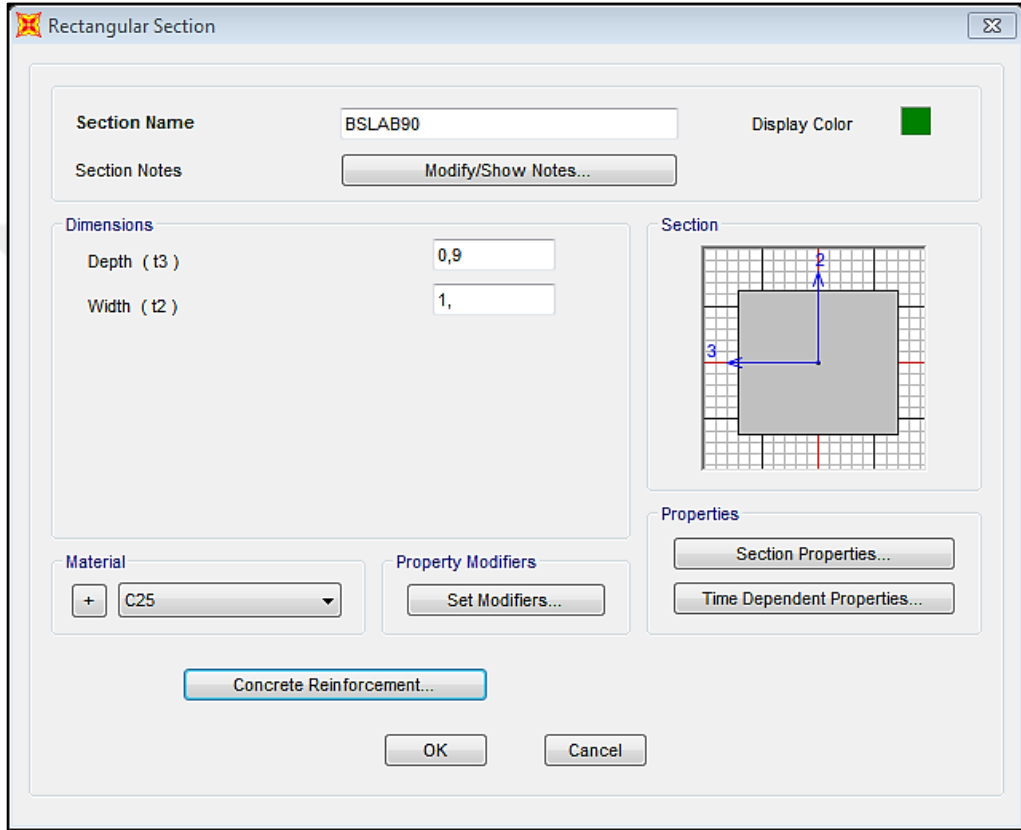 Rectangular Section
Section Name
BSLAB90
Display Color
Section Notes
Modify/Show Notes...
Dimensions
Depth ( t3 )
0,9
Width ( t2 )
1,
Section
2
3
Properties
Section Properties...
Time Dependent Properties...
Material
+
C25
Property Modifiers
Set Modifiers...
Concrete Reinforcement...
OK
Cancel